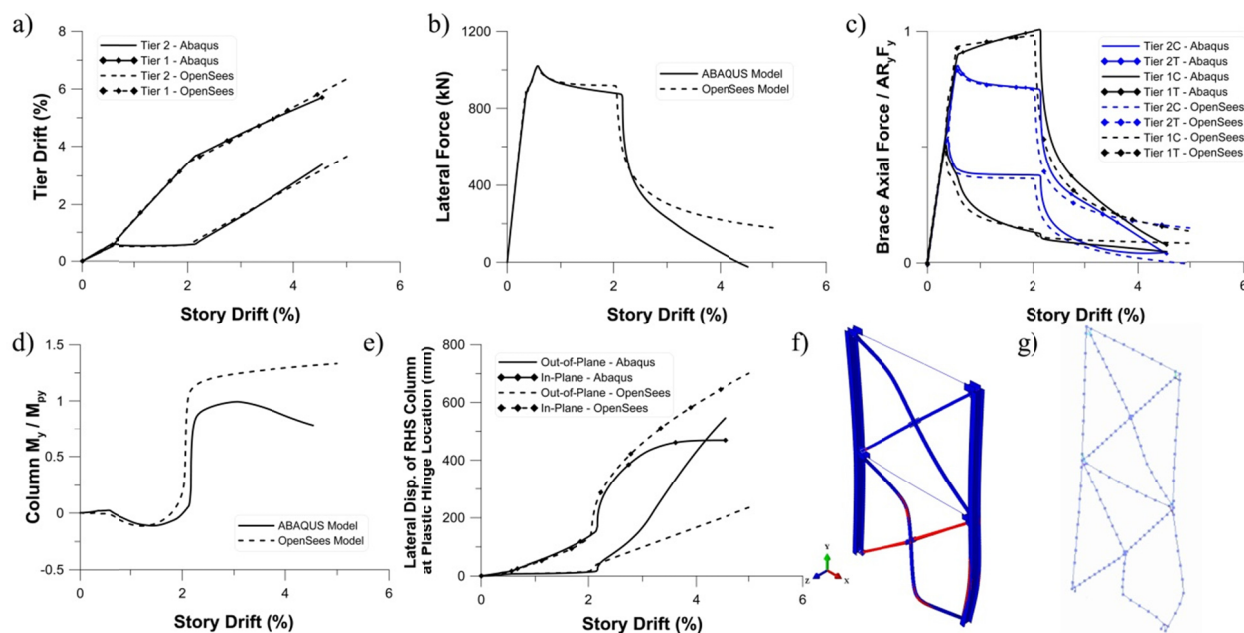 a)
8
6
4
2
0
Tier Drift (%)
Tier 2 - Abaqus
Tier 1 - Abaqus
Tier 2 - OpenSees
Tier 1 - OpenSees
0 2 4 6
Story Drift (%)
b)
1200
900
600
300
0
Lateral Force (kN)
ABAQUS Model
OpenSees Model
0 2 4 6
Story Drift (%)
c)
1
0
Brace Axial Force / ARyFy
Tier 2C - Abaqus
Tier 2T - Abaqus
Tier 1C - Abaqus
Tier 1T - Abaqus
Tier 2C - OpenSees
Tier 2T - OpenSees
Tier 1C - OpenSees
Tier 1T - OpenSees
0 2 4 6
Story Drift (%)
d)
1.5
1
0.5
0
-0.5
Column My / Mpy
ABAQUS Model
OpenSees Model
0 2 4 6
Story Drift (%)
e)
800
600
400
200
0
Lateral Disp. of RHS Column
at Plastic Hinge Location (mm)
Out-of-Plane - Abaqus
In-Plane - Abaqus
Out-of-Plane - OpenSees
In-Plane - OpenSees
0 2 4 6
Story Drift (%)
f)
Y
Z X
g)